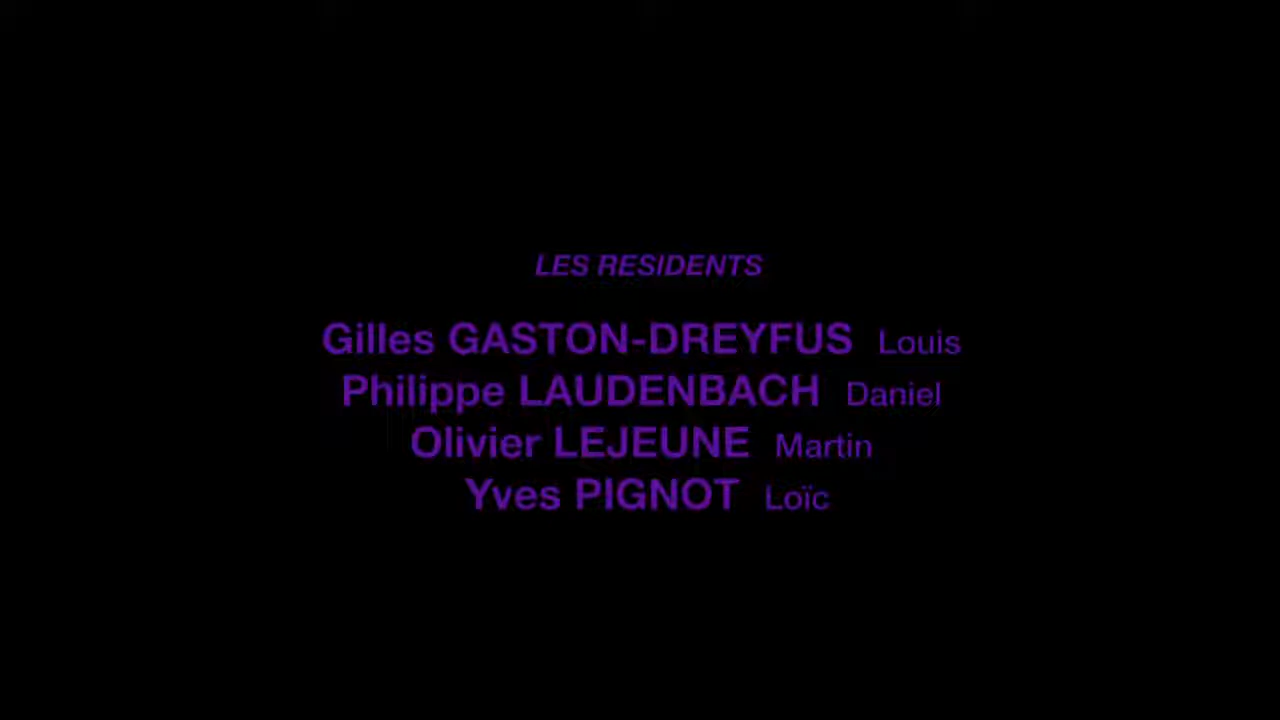 LES RESIDENTS
Gilles GASTON-DREYFUS Louis
Philippe LAUDENBACH Daniel
Olivier LEJEUNE Martin
Yves PIGNOT Loïc